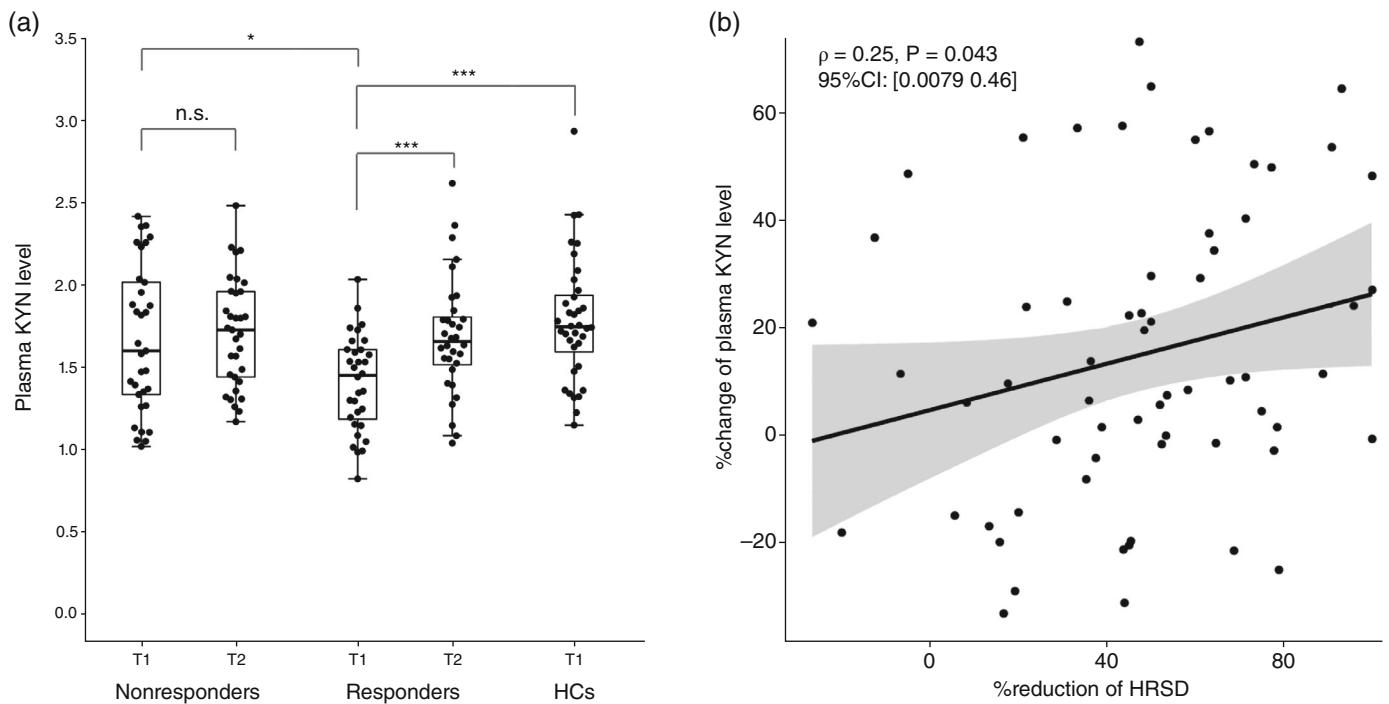 (a)
Plasma KYN level
3.5
3.0
2.5
2.0
1.5
1.0
0.5
0.0
*
***
n.s.
***
T1 T2 T1 T2 T1
Nonresponders Responders HCs
(b)
ρ = 0.25, P = 0.043
95%CI: [0.0079 0.46]
%change of plasma KYN level
60
40
20
0
−20
0 40 80
%reduction of HRSD